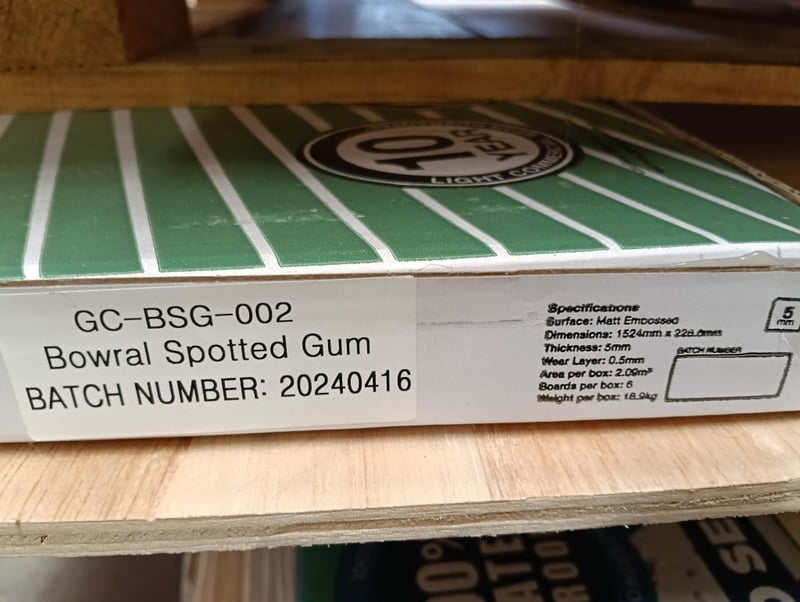 10
YEAR
LIGHT COMMERCIAL
GC-BSG-002
Bowral Spotted Gum
BATCH NUMBER: 20240416
Specifications
Surface: Matt Embossed
Dimensions: 1524mm x 228.6mm
Thickness: 5mm
Wear Layer: 0.5mm
Area per box: 2.09m²
Boards per box: 6
Weight per box: 18.9kg
BATCH NUMBER
5
mm